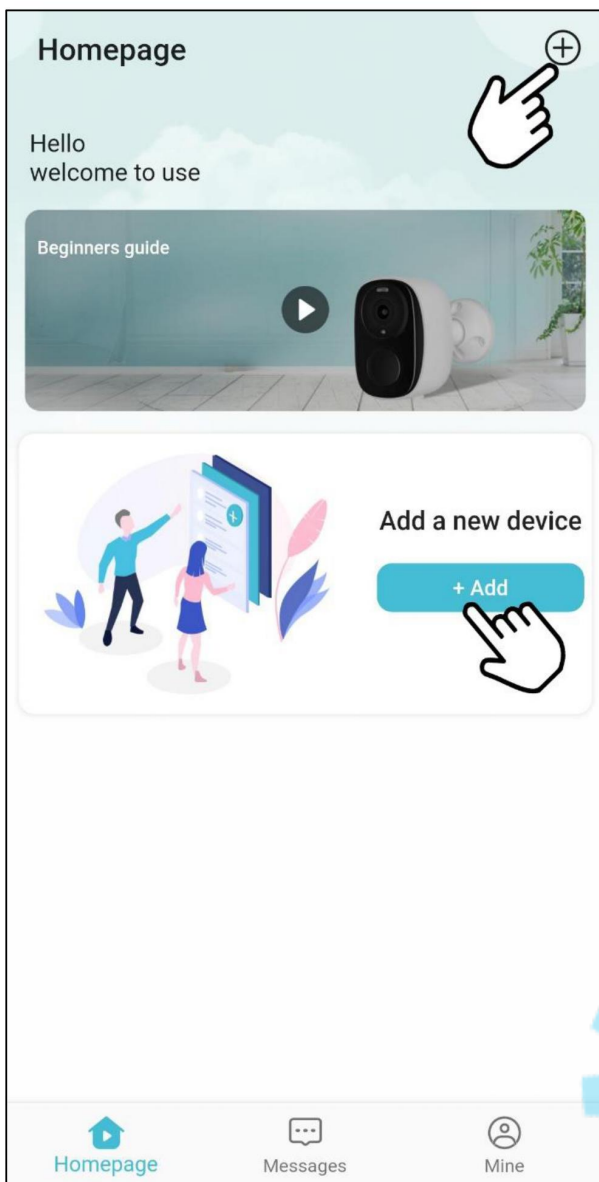 Homepage
Hello
welcome to use
Beginners guide
Add a new device
+ Add
Homepage
Messages
Mine